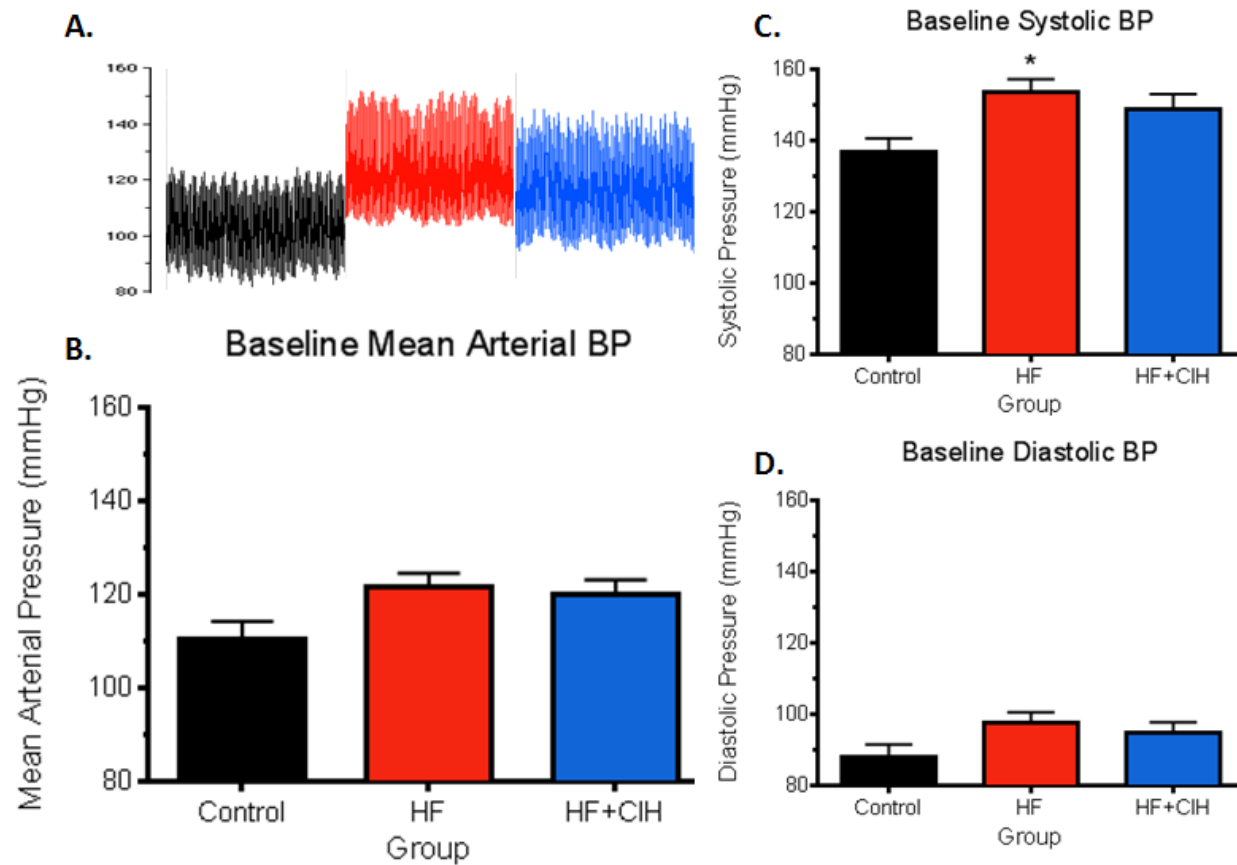 A.
160
140
120
100
80
B.
Baseline Mean Arterial BP
Mean Arterial Pressure (mmHg)
160
140
120
100
80
Control HF HF+CIH
Group
C.
Baseline Systolic BP
Systolic Pressure (mmHg)
160
140
120
100
80
*
Control HF HF+CIH
Group
D.
Baseline Diastolic BP
Diastolic Pressure (mmHg)
160
140
120
100
80
Control HF HF+CIH
Group